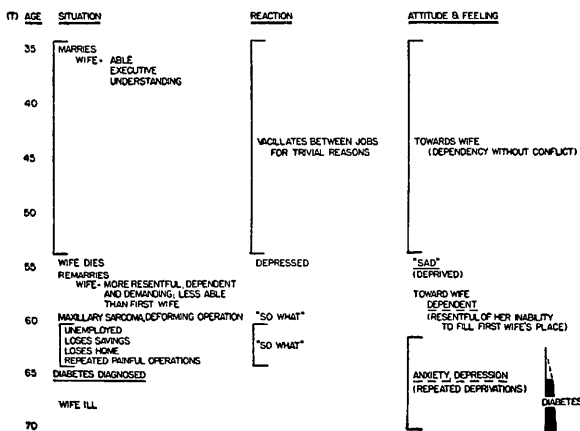 (T) AGE SITUATION REACTION ATTITUDE & FEELING
35 MARRIES
WIFE - ABLE
EXECUTIVE
UNDERSTANDING
40
VACILLATES BETWEEN JOBS
FOR TRIVIAL REASONS
TOWARDS WIFE
(DEPENDENCY WITHOUT CONFLICT)
45
50
55 WIFE DIES DEPRESSED "SAD"
REMARRIES (DEPRIVED)
WIFE - MORE RESENTFUL, DEPENDENT
AND DEMANDING; LESS ABLE
THAN FIRST WIFE
TOWARD WIFE
DEPENDENT
60 MAXILLARY SARCOMA, DEFORMING OPERATION "SO WHAT" (RESENTFUL OF HER INABILITY
TO FILL FIRST WIFE'S PLACE)
UNEMPLOYED
LOSES SAVINGS
LOSES HOME
REPEATED PAINFUL OPERATIONS
"SO WHAT"
65 DIABETES DIAGNOSED ANXIETY, DEPRESSION
(REPEATED DEPRIVATIONS)
WIFE ILL DIABETES
70